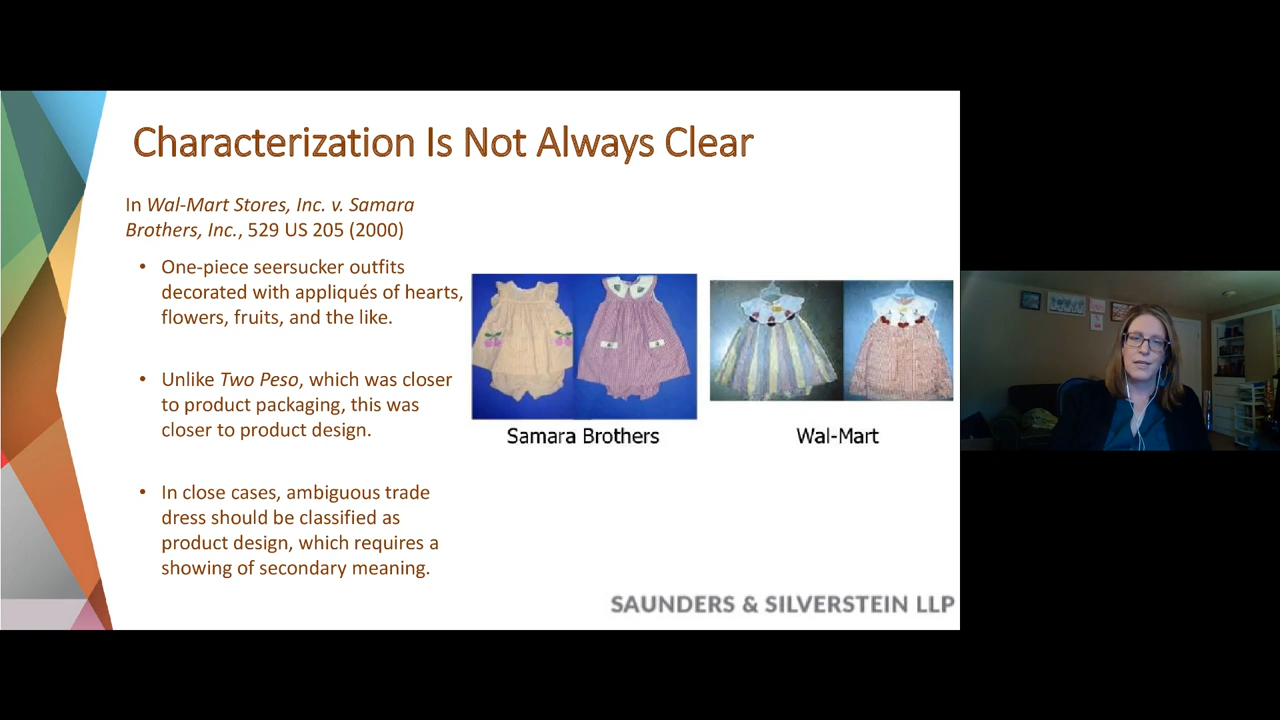 Characterization Is Not Always Clear
In Wal-Mart Stores, Inc. v. Samara
Brothers, Inc., 529 US 205 (2000)
• One-piece seersucker outfits
decorated with appliqués of hearts,
flowers, fruits, and the like.
• Unlike Two Peso, which was closer
to product packaging, this was
closer to product design.
• In close cases, ambiguous trade
dress should be classified as
product design, which requires a
showing of secondary meaning.
Samara Brothers
Wal-Mart
SAUNDERS & SILVERSTEIN LLP